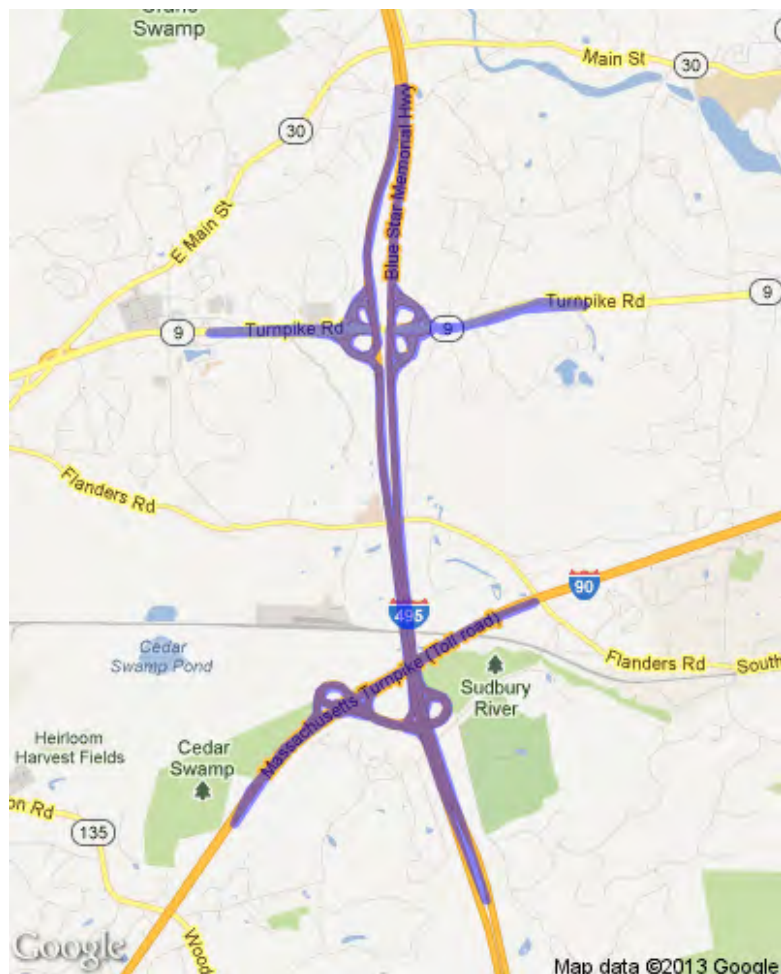 Crane
Swamp
Main St
30
30
Blue Star Memorial Hwy
E Main St
9
Turnpike Rd
9
Turnpike Rd
9
Flanders Rd
90
495
Cedar
Swamp Pond
Massachusetts Turnpike (Toll road)
Flanders Rd
South
Sudbury
River
Heirloom
Harvest Fields
Cedar
Swamp
on Rd
135
Wood
Google
Map data ©2013 Google